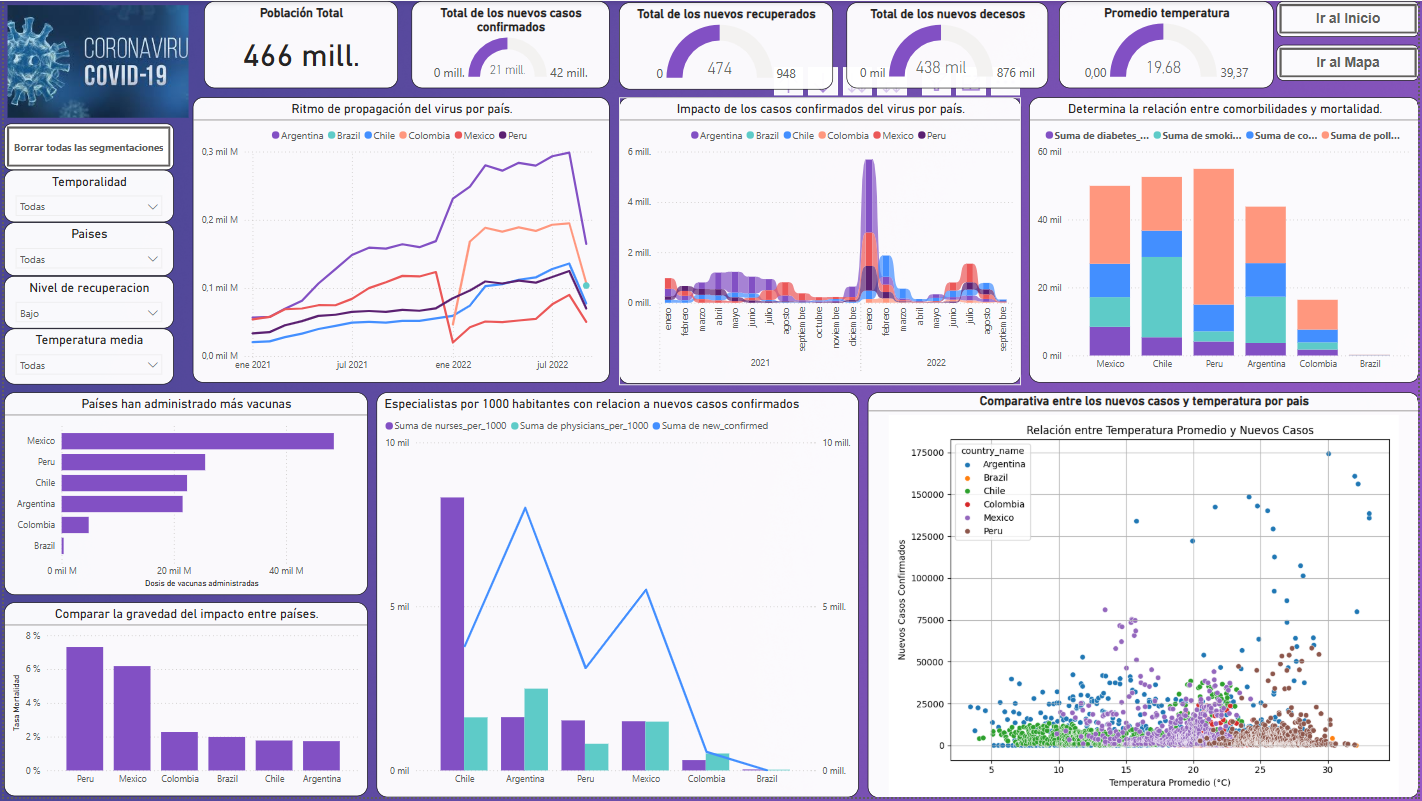 CORONAVIRU
COVID-19
Población Total
466 mill.
Total de los nuevos casos
confirmados
0 mill.
21 mill.
42 mill.
Total de los nuevos recuperados
0
474
948
Total de los nuevos decesos
0 mil
438 mil
876 mil
Promedio temperatura
0,00
19.68
39,37
Ir al Inicio
Ir al Mapa
Borrar todas las segmentaciones
Temporalidad
Todas
Paises
Todas
Nivel de recuperacion
Bajo
Temperatura media
Todas
Ritmo de propagación del virus por país.
Argentina Brazil Chile Colombia Mexico Peru
0,3 mil M
0,2 mil M
0,1 mil M
0,0 mil M
ene 2021 jul 2021 ene 2022 jul 2022
Impacto de los casos confirmados del virus por país.
Argentina Brazil Chile Colombia Mexico Peru
6 mill.
4 mill.
2 mill.
0 mill.
enero febrero marzo abril mayo junio julio agosto septiembre octubre noviembre diciembre enero febrero marzo abril mayo junio julio agosto septiembre
2021 2022
Determina la relación entre comorbilidades y mortalidad.
Suma de diabetes_... Suma de smoki... Suma de co... Suma de poll...
60 mil
40 mil
20 mil
0 mil
Mexico Chile Peru Argentina Colombia Brazil
Países han administrado más vacunas
Mexico
Peru
Chile
Argentina
Colombia
Brazil
0 mil M 20 mil M 40 mil M
Dosis de vacunas administradas
Comparar la gravedad del impacto entre países.
Tasa Moralidad
8 %
6 %
4 %
2 %
0 %
Peru Mexico Colombia Brazil Chile Argentina
Especialistas por 1000 habitantes con relacion a nuevos casos confirmados
Suma de nurses_per_1000 Suma de physicians_per_1000 Suma de new_confirmed
10 mil 10 mill.
5 mil 5 mill.
0 mil 0 mill.
Chile Argentina Peru Mexico Colombia Brazil
Comparativa entre los nuevos casos y temperatura por pais
Relación entre Temperatura Promedio y Nuevos Casos
country_name
Argentina
Brazil
Chile
Colombia
Mexico
Peru
Nuevos Casos Confirmados
175000
150000
125000
100000
75000
50000
25000
0
5 10 15 20 25 30
Temperatura Promedio (°C)